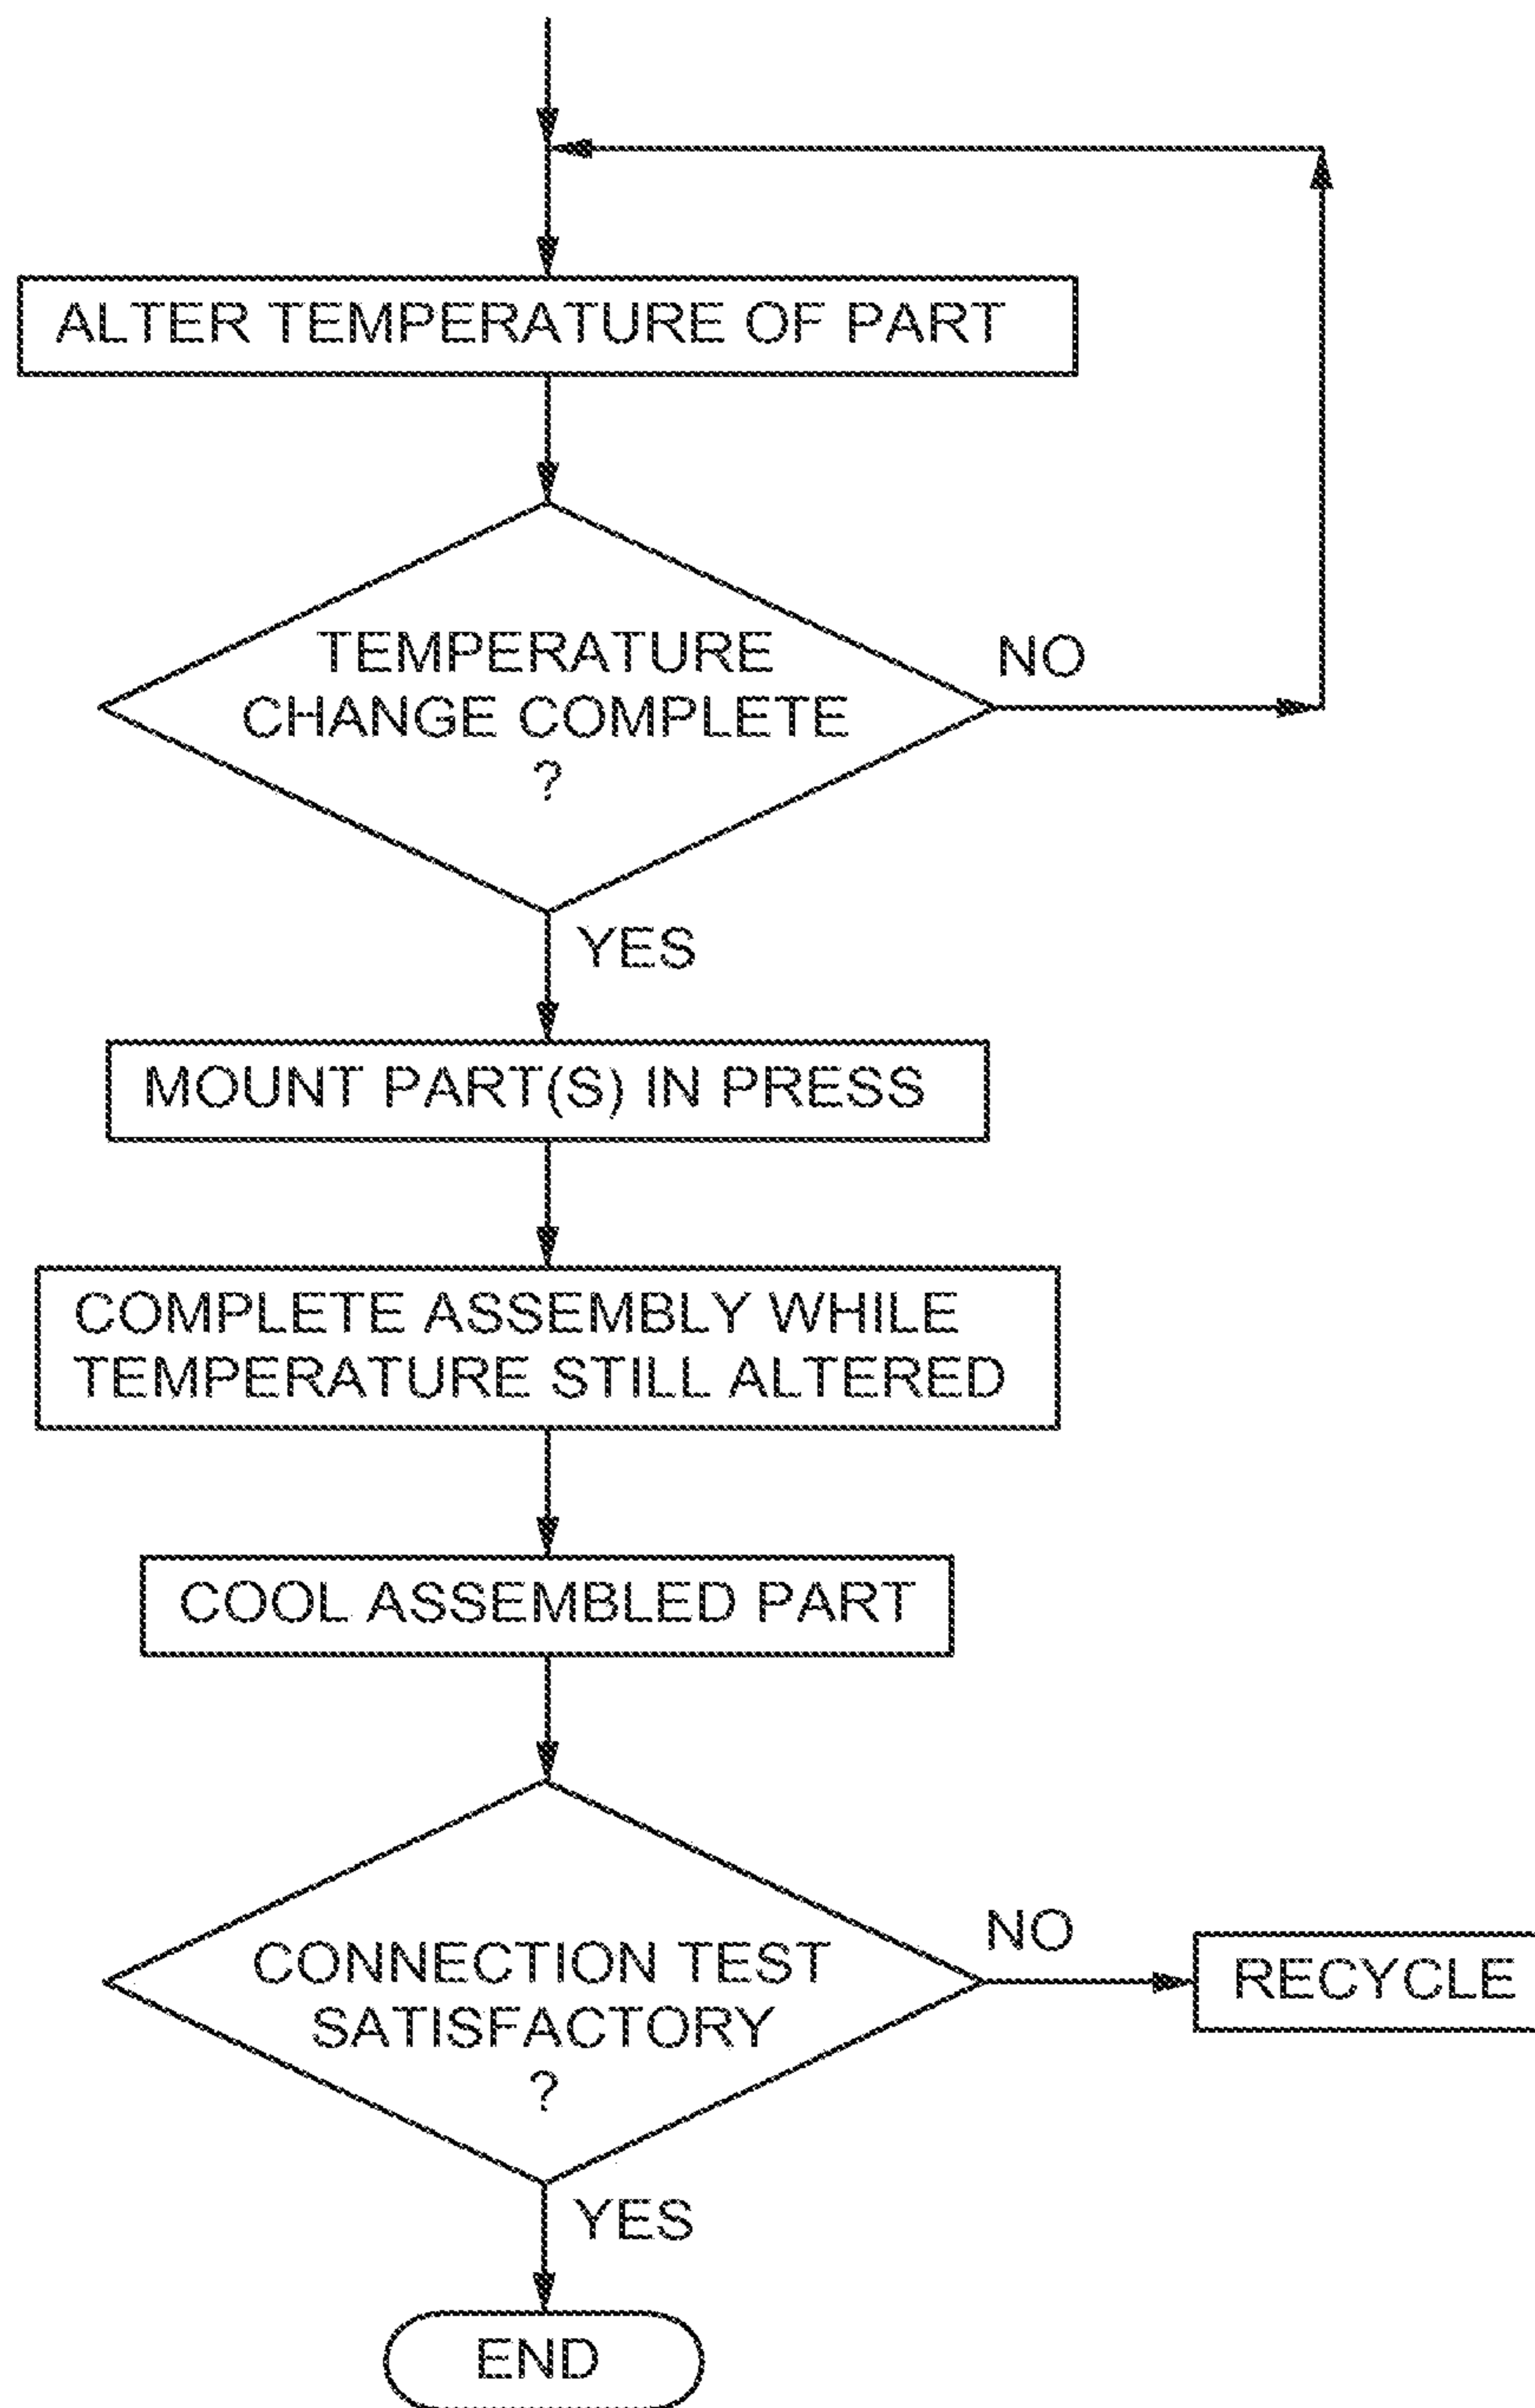 ALTER TEMPERATURE OF PART
TEMPERATURE
CHANGE COMPLETE
?
NO
YES
MOUNT PART(S) IN PRESS
COMPLETE ASSEMBLY WHILE
TEMPERATURE STILL ALTERED
COOL ASSEMBLED PART
CONNECTION TEST
SATISFACTORY
?
NO
RECYCLE
YES
END